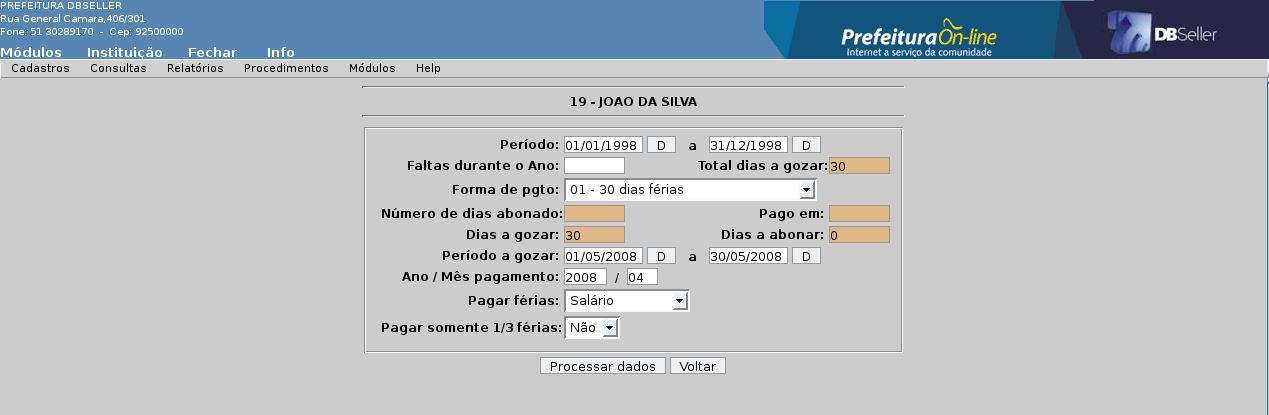 PREFEITURA DBSELLER
Rua General Camara,406/301
Fone: 51 30289170 - Cep: 92500000
Módulos Instituição Fechar Info
Prefeitura On-line
Internet a serviço da comunidade
DBSeller
Cadastros Consultas Relatórios Procedimentos Módulos Help
19 - JOAO DA SILVA
Período: 01/01/1998 D a 31/12/1998 D
Faltas durante o Ano: Total dias a gozar: 30
Forma de pgto: 01 - 30 dias férias
Número de dias abonado: Pago em:
Dias a gozar: 30 Dias a abonar: 0
Período a gozar: 01/05/2008 D a 30/05/2008 D
Ano / Mês pagamento: 2008 / 04
Pagar férias: Salário
Pagar somente 1/3 férias: Não
Processar dados Voltar